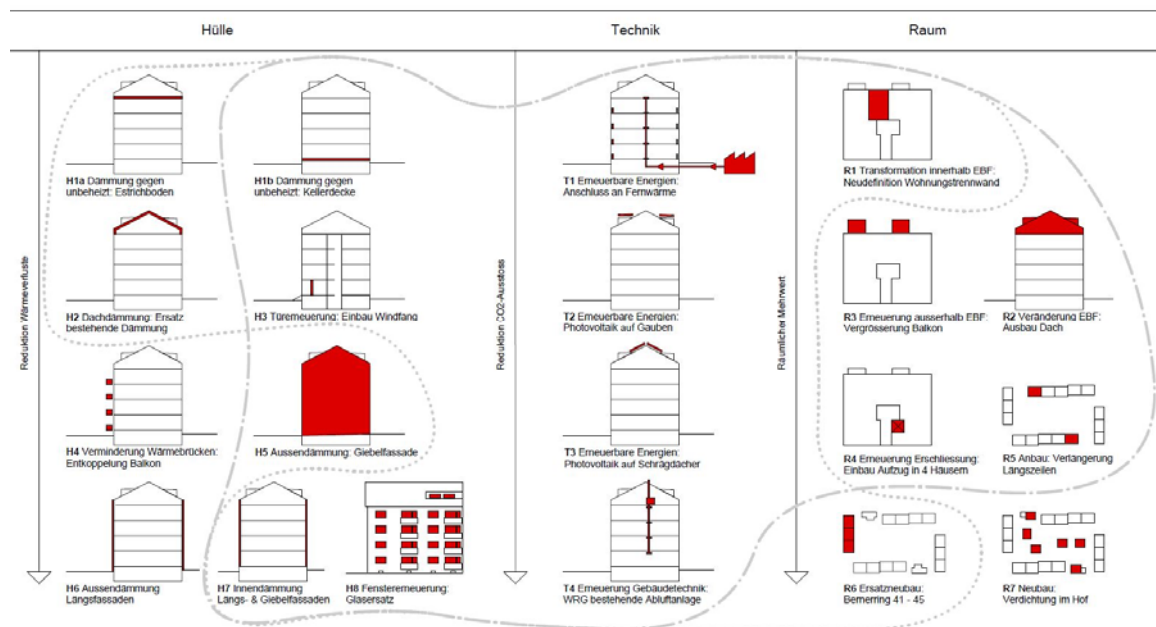 Hülle
Technik
Raum
Reduktion Wärmeverluste
H1a Dämmung gegen
unbeheizt: Estrichboden
H1b Dämmung gegen
unbeheizt: Kellerdecke
H2 Dachdämmung: Ersatz
bestehende Dämmung
H3 Türerneuerung: Einbau Windfang
H4 Verminderung Wärmebrücken:
Entkoppelung Balkon
H5 Aussendämmung: Giebelfassade
H6 Aussendämmung
Längsfassaden
H7 Innendämmung
Längs- & Giebelfassaden
H8 Fenstererneuerung:
Glasersatz
Reduktion CO2-Ausstoss
T1 Erneuerbare Energien:
Anschluss an Fernwärme
T2 Erneuerbare Energien:
Photovoltaik auf Gauben
T3 Erneuerbare Energien:
Photovoltaik auf Schrägdächer
T4 Erneuerung Gebäudetechnik:
WRG bestehende Abluftanlage
Räumlicher Mehrwert
R1 Transformation innerhalb EBF:
Neudefinition Wohnungstrennwand
R3 Erneuerung ausserhalb EBF:
Vergrösserung Balkon
R2 Veränderung EBF:
Ausbau Dach
R4 Erneuerung Erschliessung:
Einbau Aufzug in 4 Häusern
R5 Anbau: Verlängerung
Längszeilen
R6 Ersatzneubau:
Bernerring 41 - 45
R7 Neubau:
Verdichtung im Hof